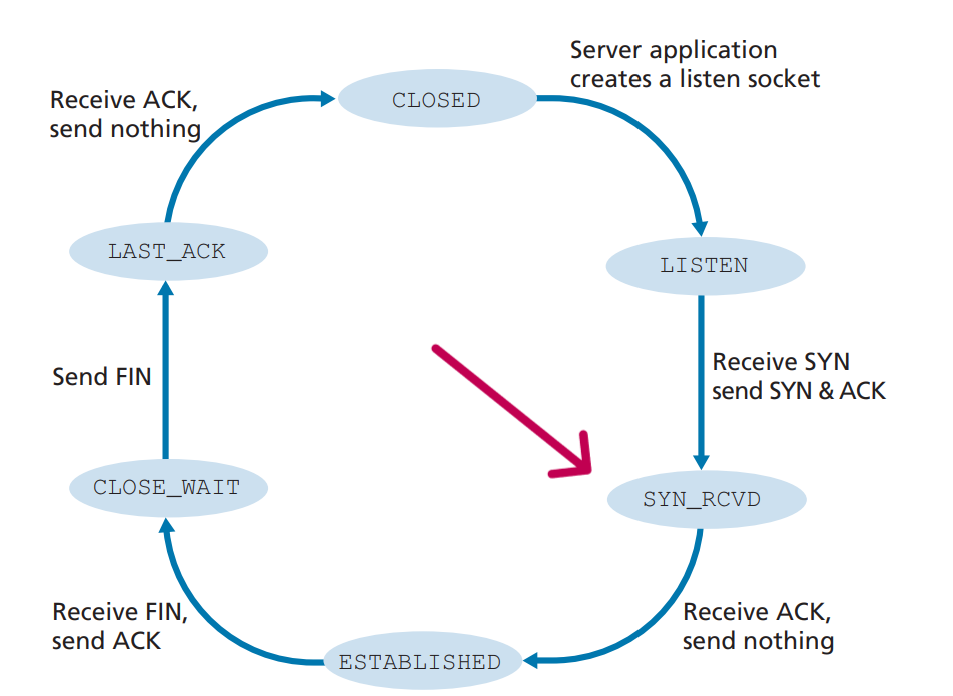 Server application
creates a listen socket
CLOSED
Receive ACK,
send nothing
LAST_ACK
LISTEN
Send FIN
Receive SYN
send SYN & ACK
CLOSE_WAIT
SYN_RCVD
Receive FIN,
send ACK
Receive ACK,
send nothing
ESTABLISHED